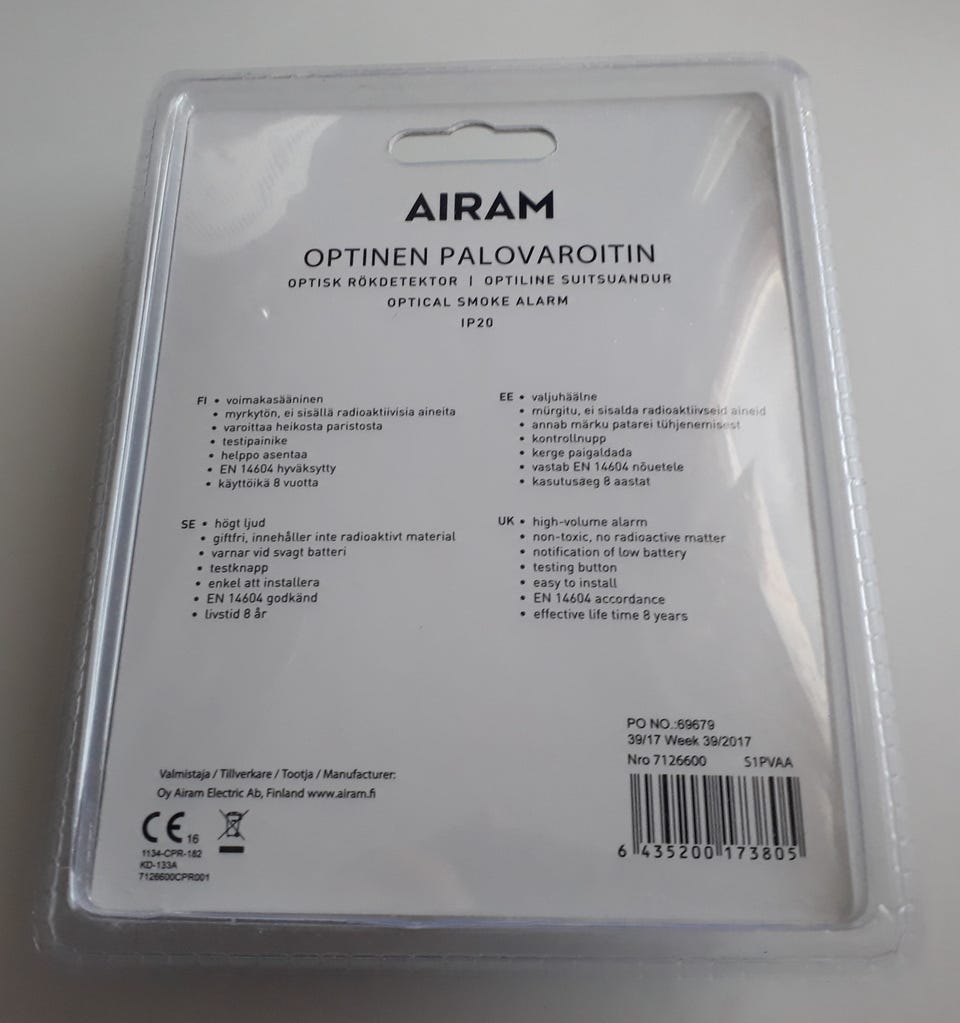 AIRAM
OPTINEN PALOVAROITIN
OPTISK RÖKDETEKTOR | OPTILINE SUITSUANDUR
OPTICAL SMOKE ALARM
IP20
FI • voimakasääninen
• myrkytön, ei sisällä radioaktiivisia aineita
• varoittaa heikosta paristosta
• testipainike
• helppo asentaa
• EN 14604 hyväksytty
• käyttöikä 8 vuotta
EE • valjuhäälne
• mürgitu, ei sisalda radioaktiivseid aineid
• annab märku patarei tühjenemisest
• kontrollnupp
• kerge paigaldada
• vastab EN 14604 nõuetele
• kasutusaeg 8 aastat
SE • högt ljud
• giftfri, innehåller inte radioaktivt material
• varnar vid svagt batteri
• testknapp
• enkel att installera
• EN 14604 godkänd
• livstid 8 år
UK • high-volume alarm
• non-toxic, no radioactive matter
• notification of low battery
• testing button
• easy to install
• EN 14604 accordance
• effective life time 8 years
PO NO.:69679
39/17 Week 39/2017
Nro 7126600 S1PVAA
6 435200 173805
Valmistaja / Tillverkare / Tootja / Manufacturer:
Oy Airam Electric Ab, Finland www.airam.fi
CE 16
1134-CPR-162
KD-133A
7126600CPR001